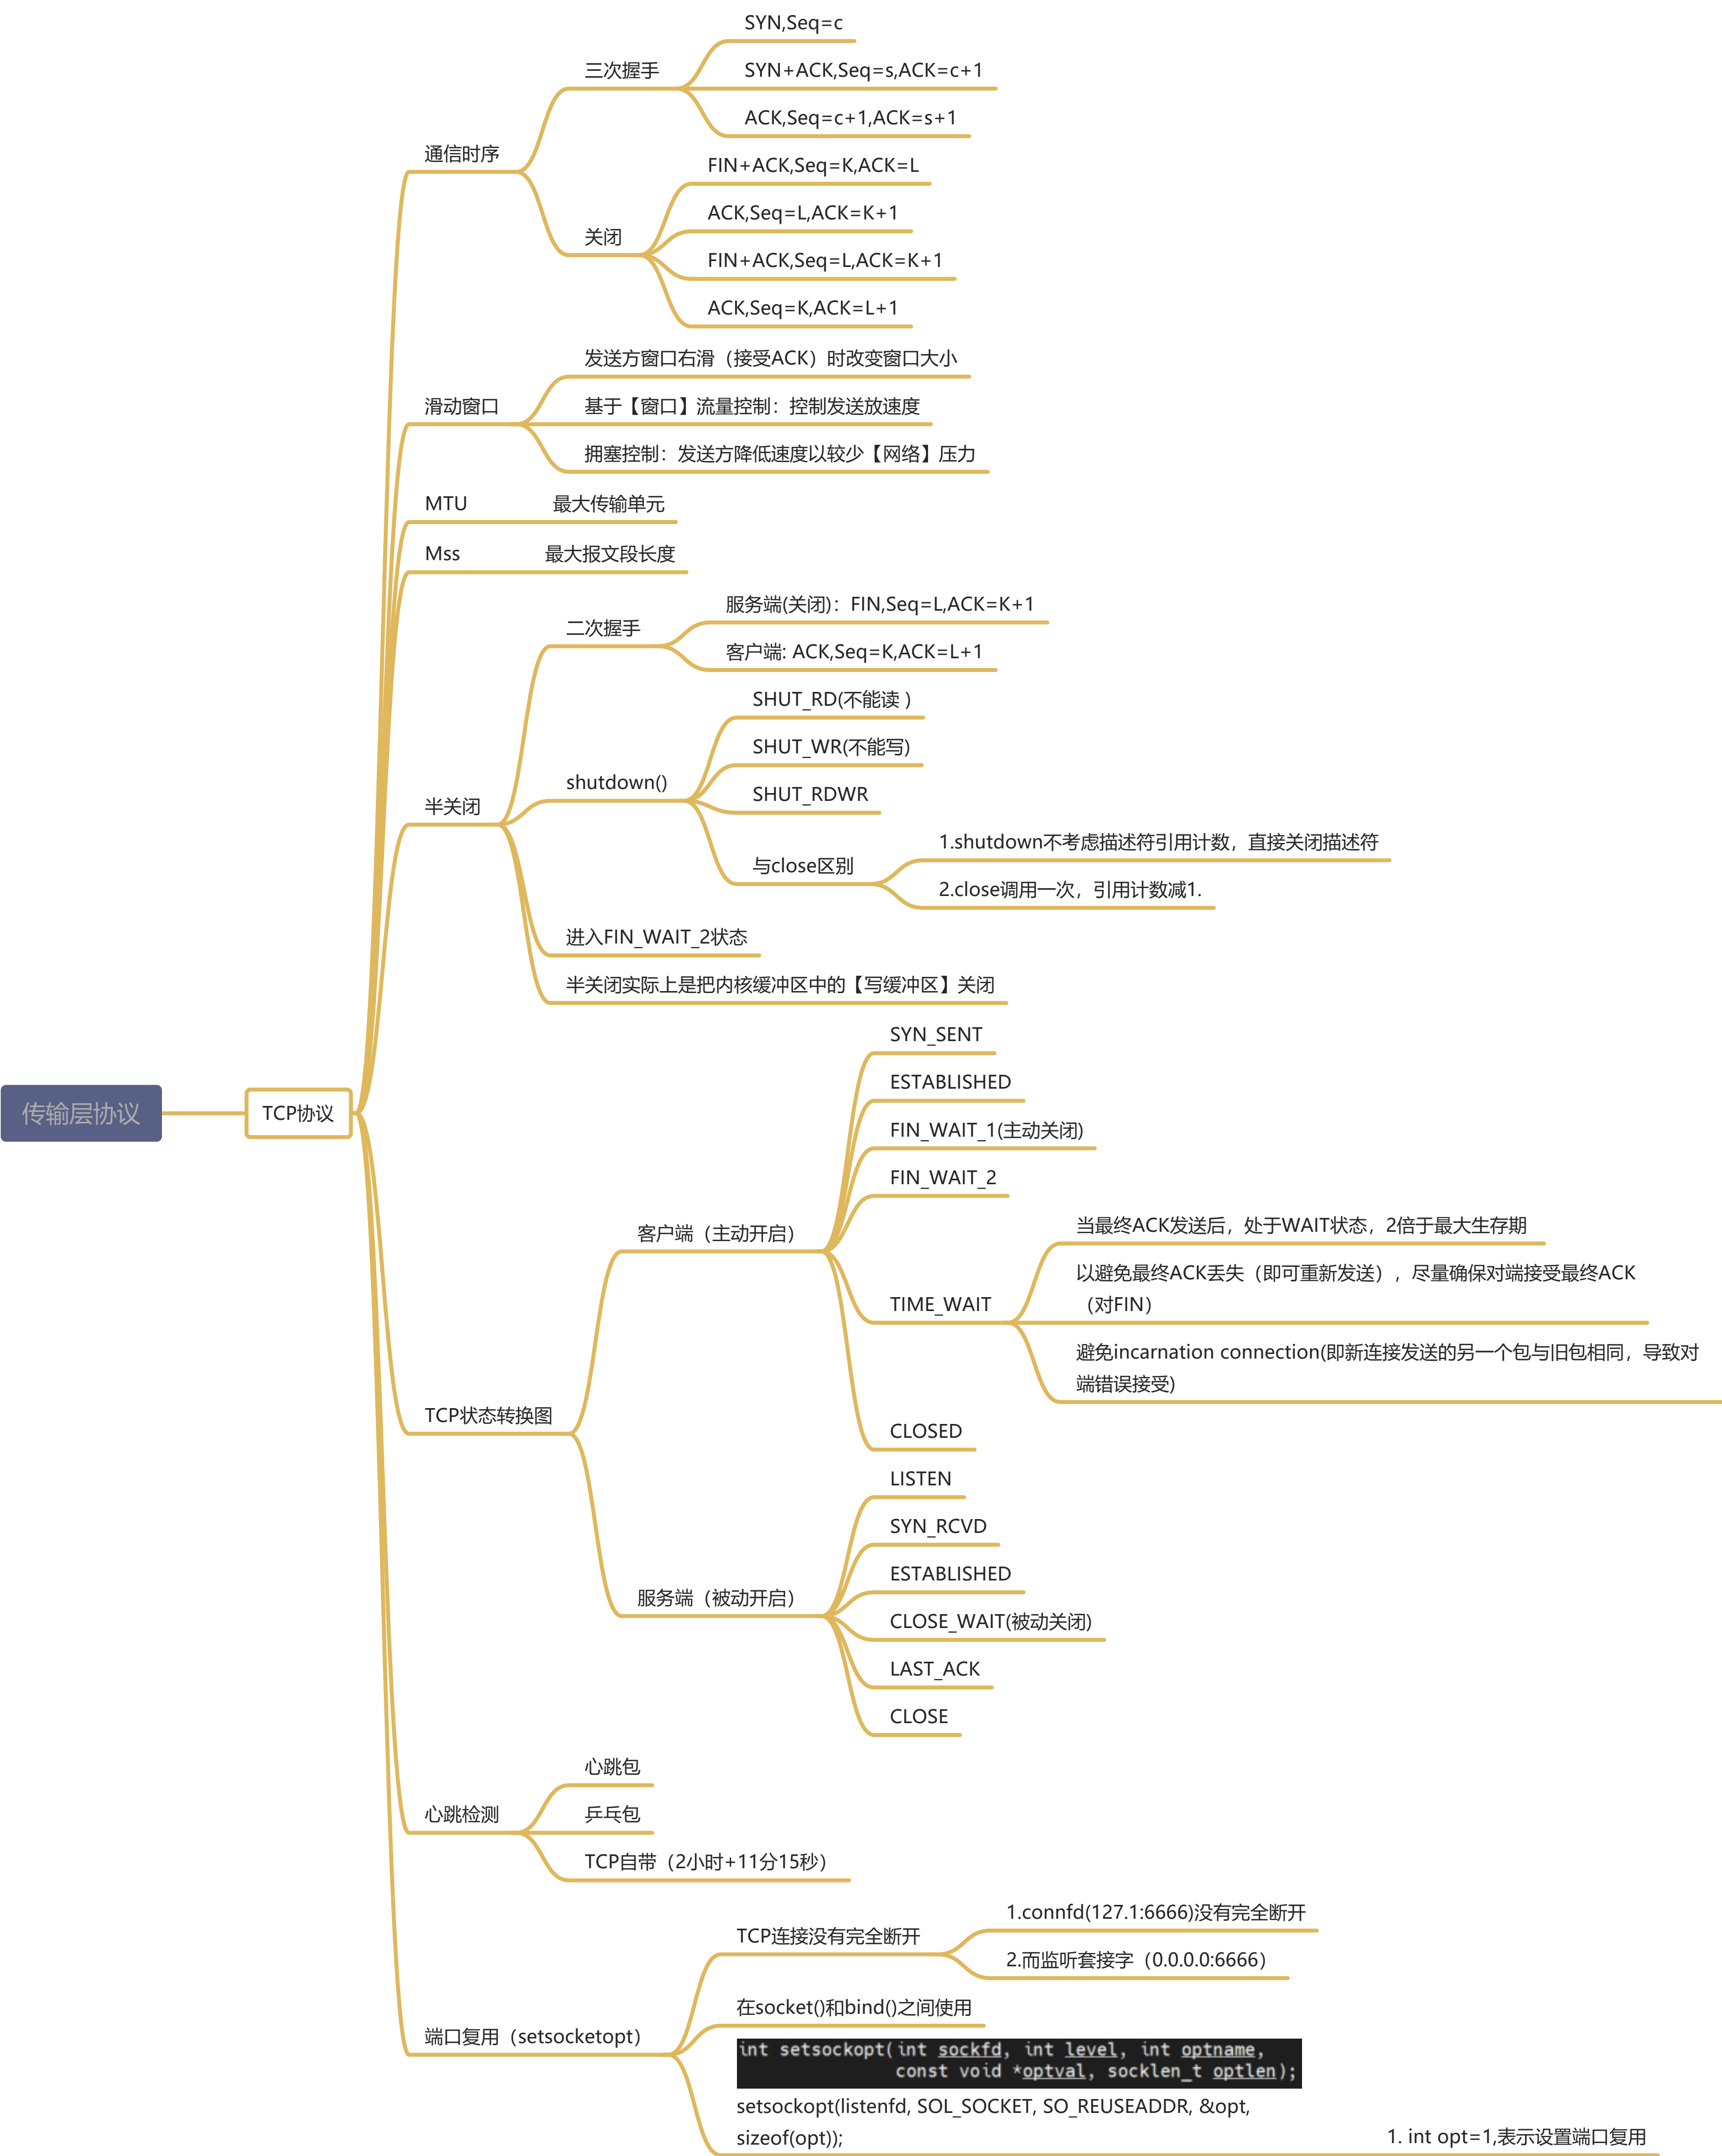 SYN,Seq=c
三次握手
SYN+ACK,Seq=s,ACK=c+1
ACK,Seq=c+1,ACK=s+1
通信时序
FIN+ACK,Seq=K,ACK=L
ACK,Seq=L,ACK=K+1
关闭
FIN+ACK,Seq=L,ACK=K+1
ACK,Seq=K,ACK=L+1
发送方窗口右滑（接受ACK）时改变窗口大小
滑动窗口
基于【窗口】流量控制：控制发送放速度
拥塞控制：发送方降低速度以较少【网络】压力
MTU 最大传输单元
Mss 最大报文段长度
服务端(关闭)：FIN,Seq=L,ACK=K+1
二次握手
客户端: ACK,Seq=K,ACK=L+1
SHUT_RD(不能读 )
SHUT_WR(不能写)
shutdown()
SHUT_RDWR
半关闭
1.shutdown不考虑描述符引用计数，直接关闭描述符
与close区别
2.close调用一次，引用计数减1.
进入FIN_WAIT_2状态
半关闭实际上是把内核缓冲区中的【写缓冲区】关闭
SYN_SENT
ESTABLISHED
传输层协议
TCP协议
FIN_WAIT_1(主动关闭)
FIN_WAIT_2
客户端（主动开启）
当最终ACK发送后，处于WAIT状态，2倍于最大生存期
以避免最终ACK丢失（即可重新发送），尽量确保对端接受最终ACK
（对FIN）
TIME_WAIT
避免incarnation connection(即新连接发送的另一个包与旧包相同，导致对
端错误接受)
TCP状态转换图
CLOSED
LISTEN
SYN_RCVD
ESTABLISHED
服务端（被动开启）
CLOSE_WAIT(被动关闭)
LAST_ACK
CLOSE
心跳包
心跳检测
乒乓包
TCP自带（2小时+11分15秒）
1.connfd(127.1:6666)没有完全断开
TCP连接没有完全断开
2.而监听套接字（0.0.0.0:6666）
在socket()和bind()之间使用
端口复用（setsocketopt）
int setsockopt(int sockfd, int level, int optname,
const void *optval, socklen_t optlen);
setsockopt(listenfd, SOL_SOCKET, SO_REUSEADDR, &opt,
sizeof(opt));
1. int opt=1,表示设置端口复用